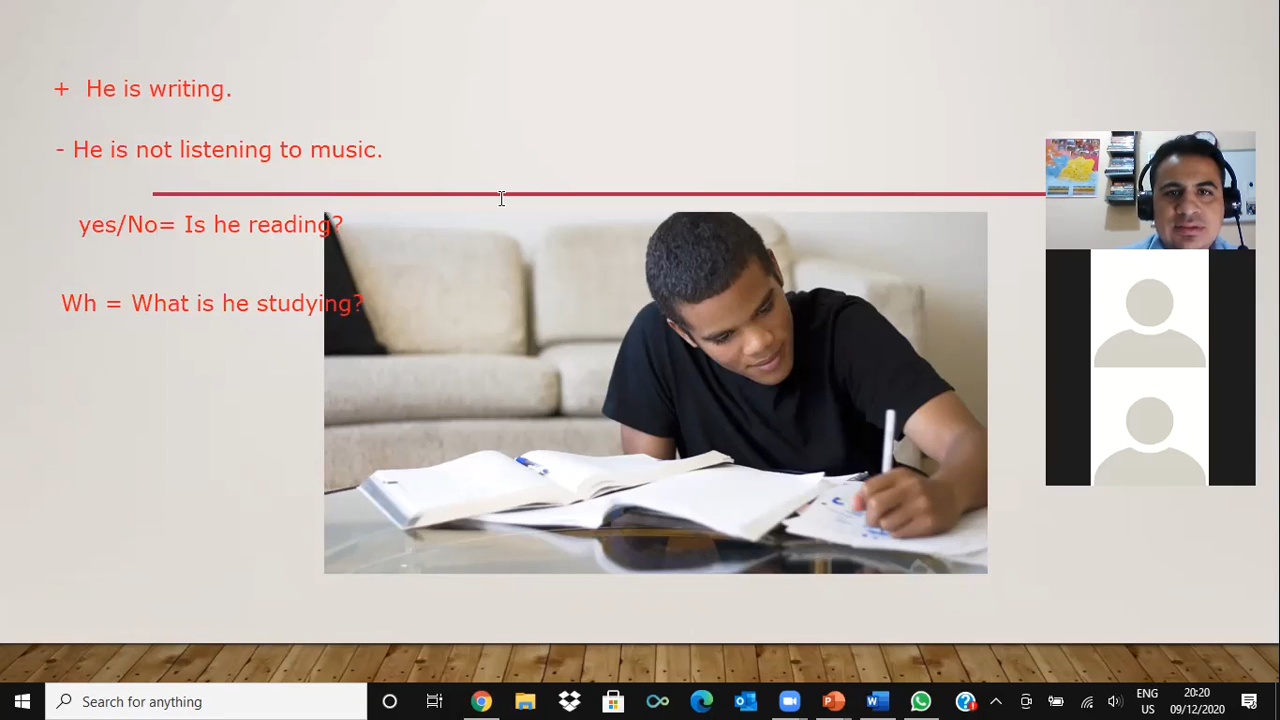 + He is writing.
- He is not listening to music.
yes/No= Is he reading?
Wh = What is he studying?
Search for anything
ENG
US
20:20
09/12/2020